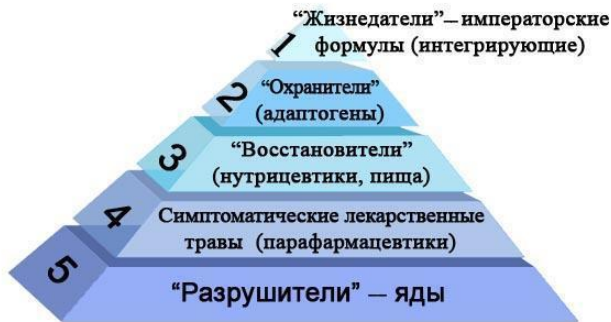 “Жизнедатели” – императорские
1 формулы (интегрирующие)
2 “Охранители”
(адаптогены)
3 “Восстановители”
(нутрицевтики, пища)
4 Симптоматические лекарственные
травы (парафармацевтики)
5 “Разрушители” – яды